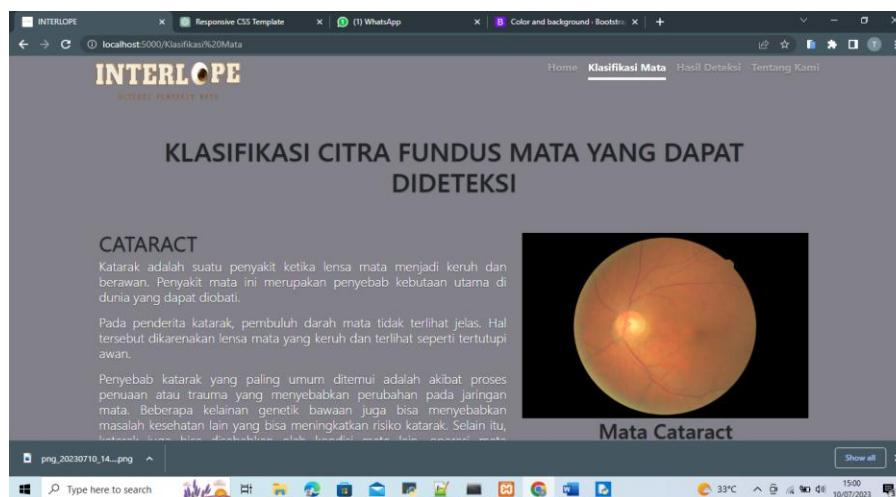 INTERLOPE
Responsive CSS Template
(1) WhatsApp
Color and background · Bootstra
localhost:5000/Klasifikasi%20Mata
INTERLOPE
Home Klasifikasi Mata Hasil Deteksi Tentang Kami
KLASIFIKASI CITRA FUNDUS MATA YANG DAPAT
DIDETEKSI
CATARACT
Katarak adalah suatu penyakit ketika lensa mata menjadi keruh dan
berawan. Penyakit mata ini merupakan penyebab kebutaan utama di
dunia yang dapat diobati.
Pada penderita katarak, pembuluh darah mata tidak terlihat jelas. Hal
tersebut dikarenakan lensa mata yang keruh dan terlihat seperti tertutupi
awan.
Penyebab katarak yang paling umum ditemui adalah akibat proses
penuaan atau trauma yang menyebabkan perubahan pada jaringan
mata. Beberapa kelainan genetik bawaan juga bisa menyebabkan
masalah kesehatan lain yang bisa meningkatkan risiko katarak. Selain itu,
Mata Cataract
png_20230710_14....png
Show all
Type here to search
33°C
15:00
10/07/2023